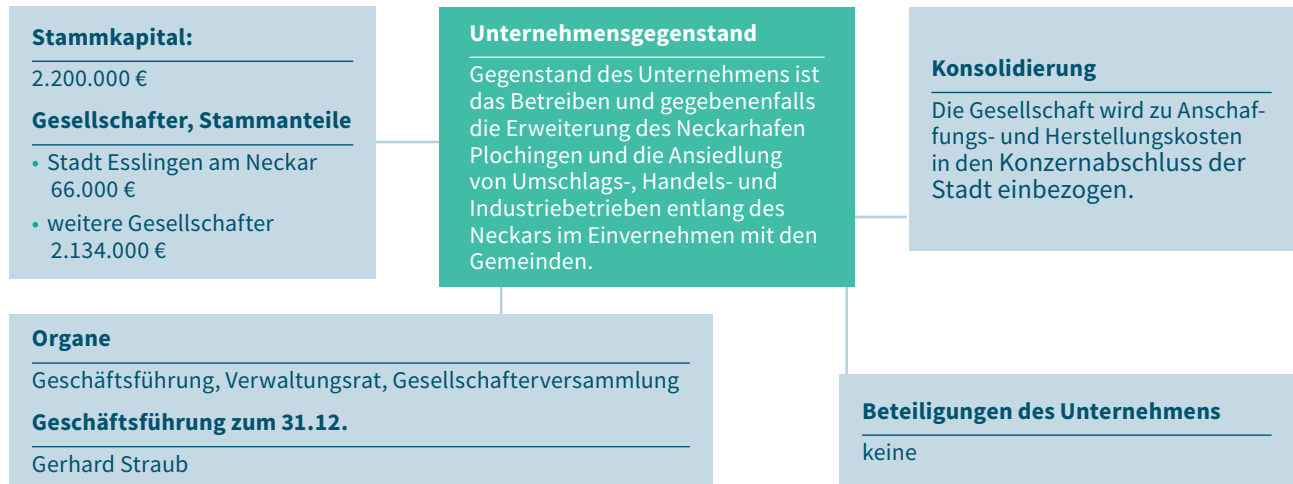 Stammkapital:
2.200.000 €
Gesellschafter, Stammanteile
• Stadt Esslingen am Neckar
66.000 €
• weitere Gesellschafter
2.134.000 €
Unternehmensgegenstand
Gegenstand des Unternehmens ist
das Betreiben und gegebenenfalls
die Erweiterung des Neckarhafen
Plochingen und die Ansiedlung
von Umschlags-, Handels- und
Industriebetrieben entlang des
Neckars im Einvernehmen mit den
Gemeinden.
Konsolidierung
Die Gesellschaft wird zu Anschaf-
fungs- und Herstellungskosten
in den Konzernabschluss der
Stadt einbezogen.
Organe
Geschäftsführung, Verwaltungsrat, Gesellschafterversammlung
Geschäftsführung zum 31.12.
Gerhard Straub
Beteiligungen des Unternehmens
keine